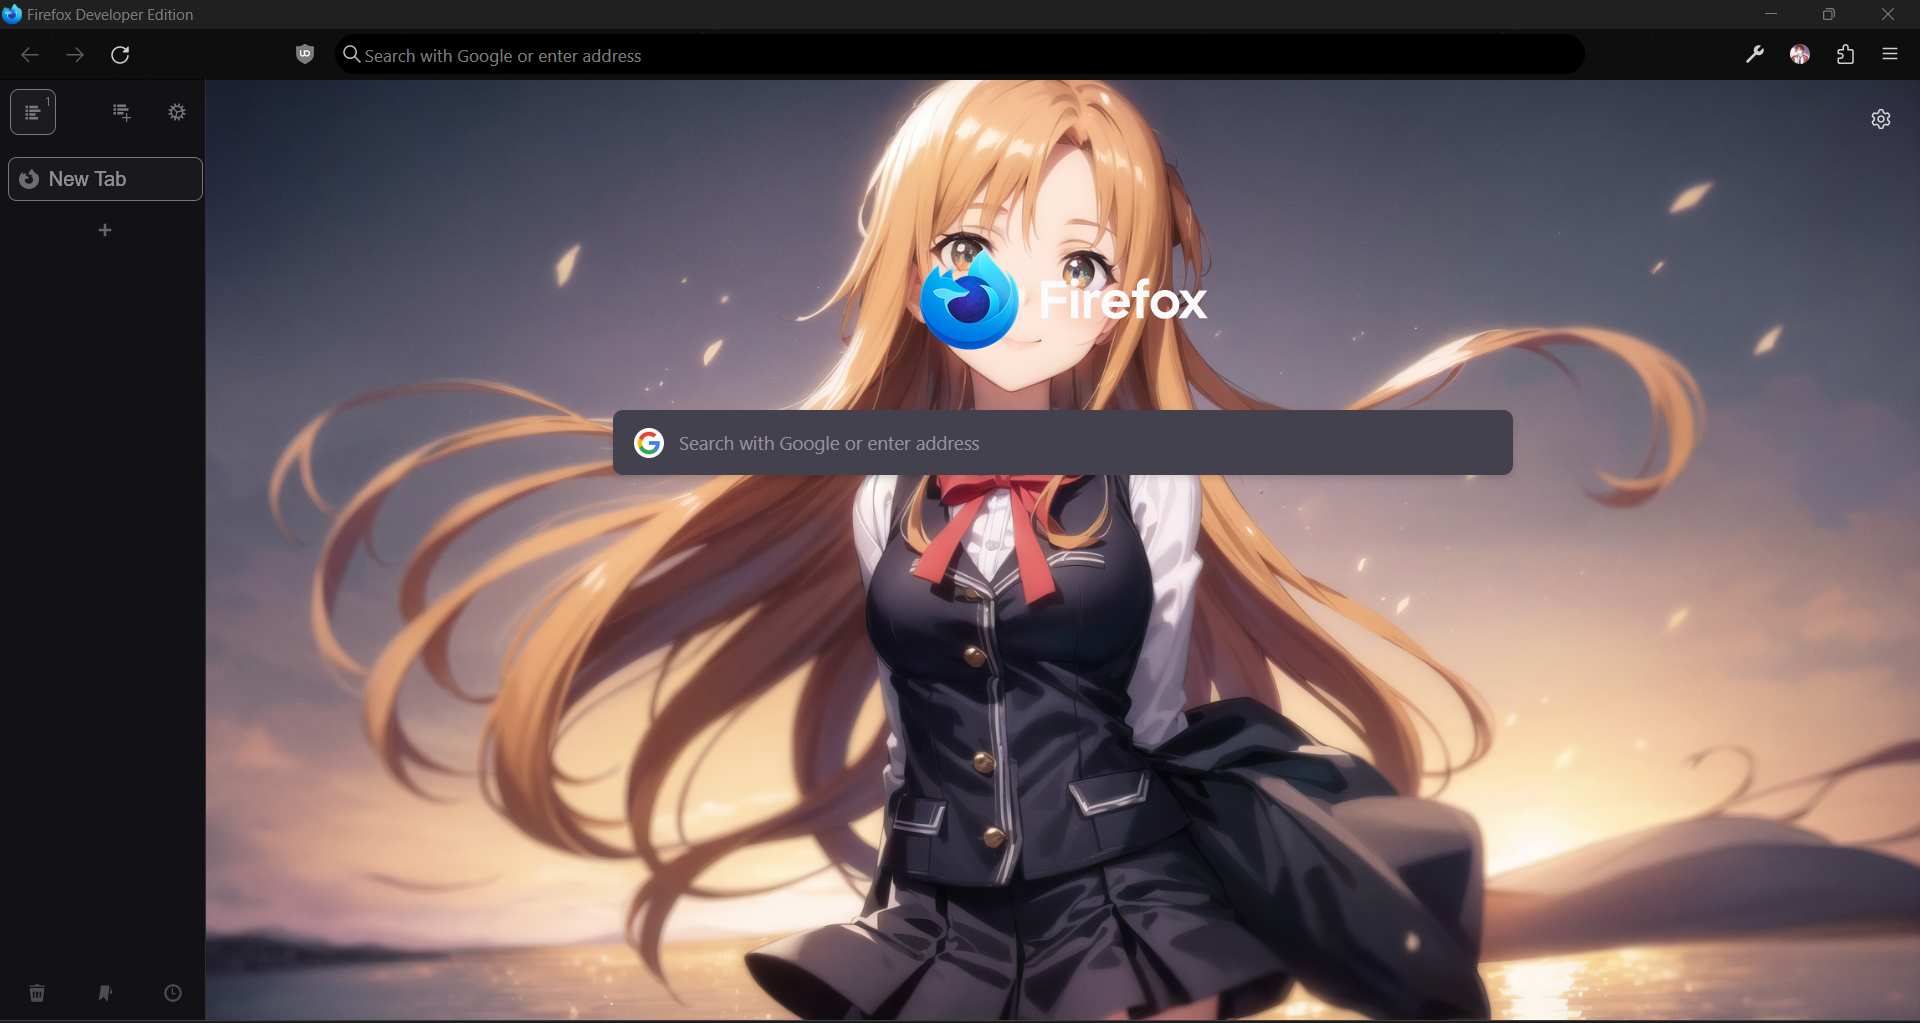 Firefox Developer Edition
Search with Google or enter address
1
New Tab
Firefox
Search with Google or enter address